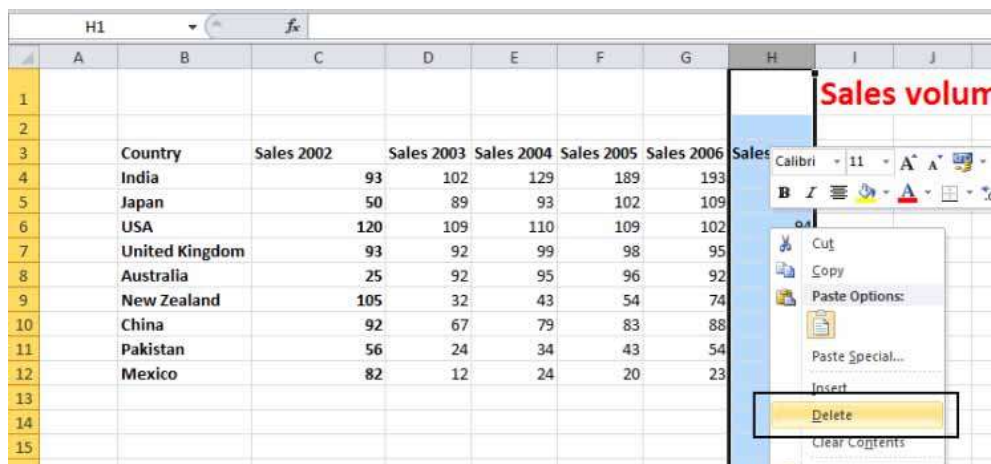 H1 fx
A B C D E F G H I J
1 Sales volum
2
3 Country Sales 2002 Sales 2003 Sales 2004 Sales 2005 Sales 2006 Sales Calibri 11 A A
4 India 93 102 129 189 193
5 Japan 50 89 93 102 109 B I A
6 USA 120 109 110 109 102 94
7 United Kingdom 93 92 99 98 95 Cut
8 Australia 25 92 95 96 92 Copy
9 New Zealand 105 32 43 54 74 Paste Options:
10 China 92 67 79 83 88
11 Pakistan 56 24 34 43 54 Paste Special...
12 Mexico 82 12 24 20 23
13 Insert
14 Delete
15 Clear Contents